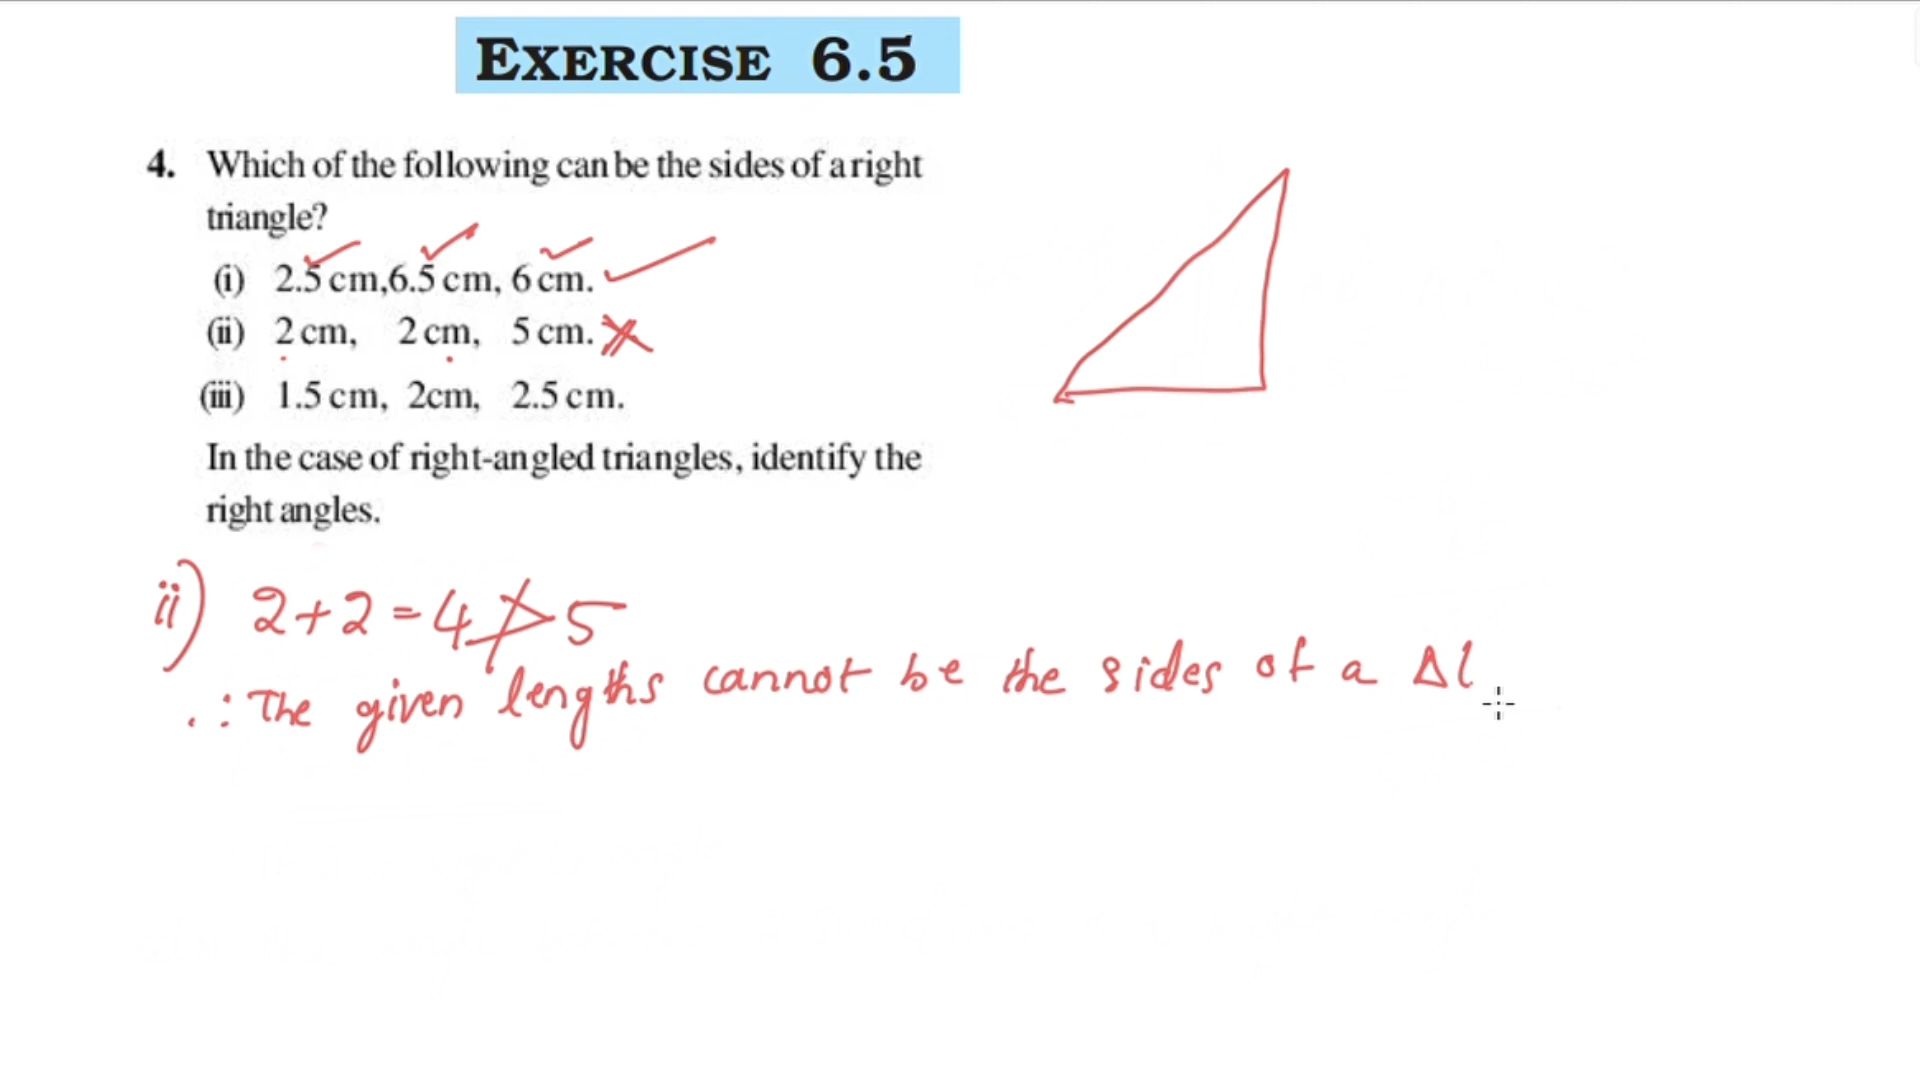 EXERCISE 6.5
4. Which of the following can be the sides of a right
triangle?
(i) 2.5 cm,6.5 cm, 6 cm.
(ii) 2 cm, 2 cm, 5 cm.
(iii) 1.5 cm, 2cm, 2.5 cm.
In the case of right-angled triangles, identify the
right angles.
ii) 2+2=4≯5
∴ The given lengths cannot be the sides of a Δl